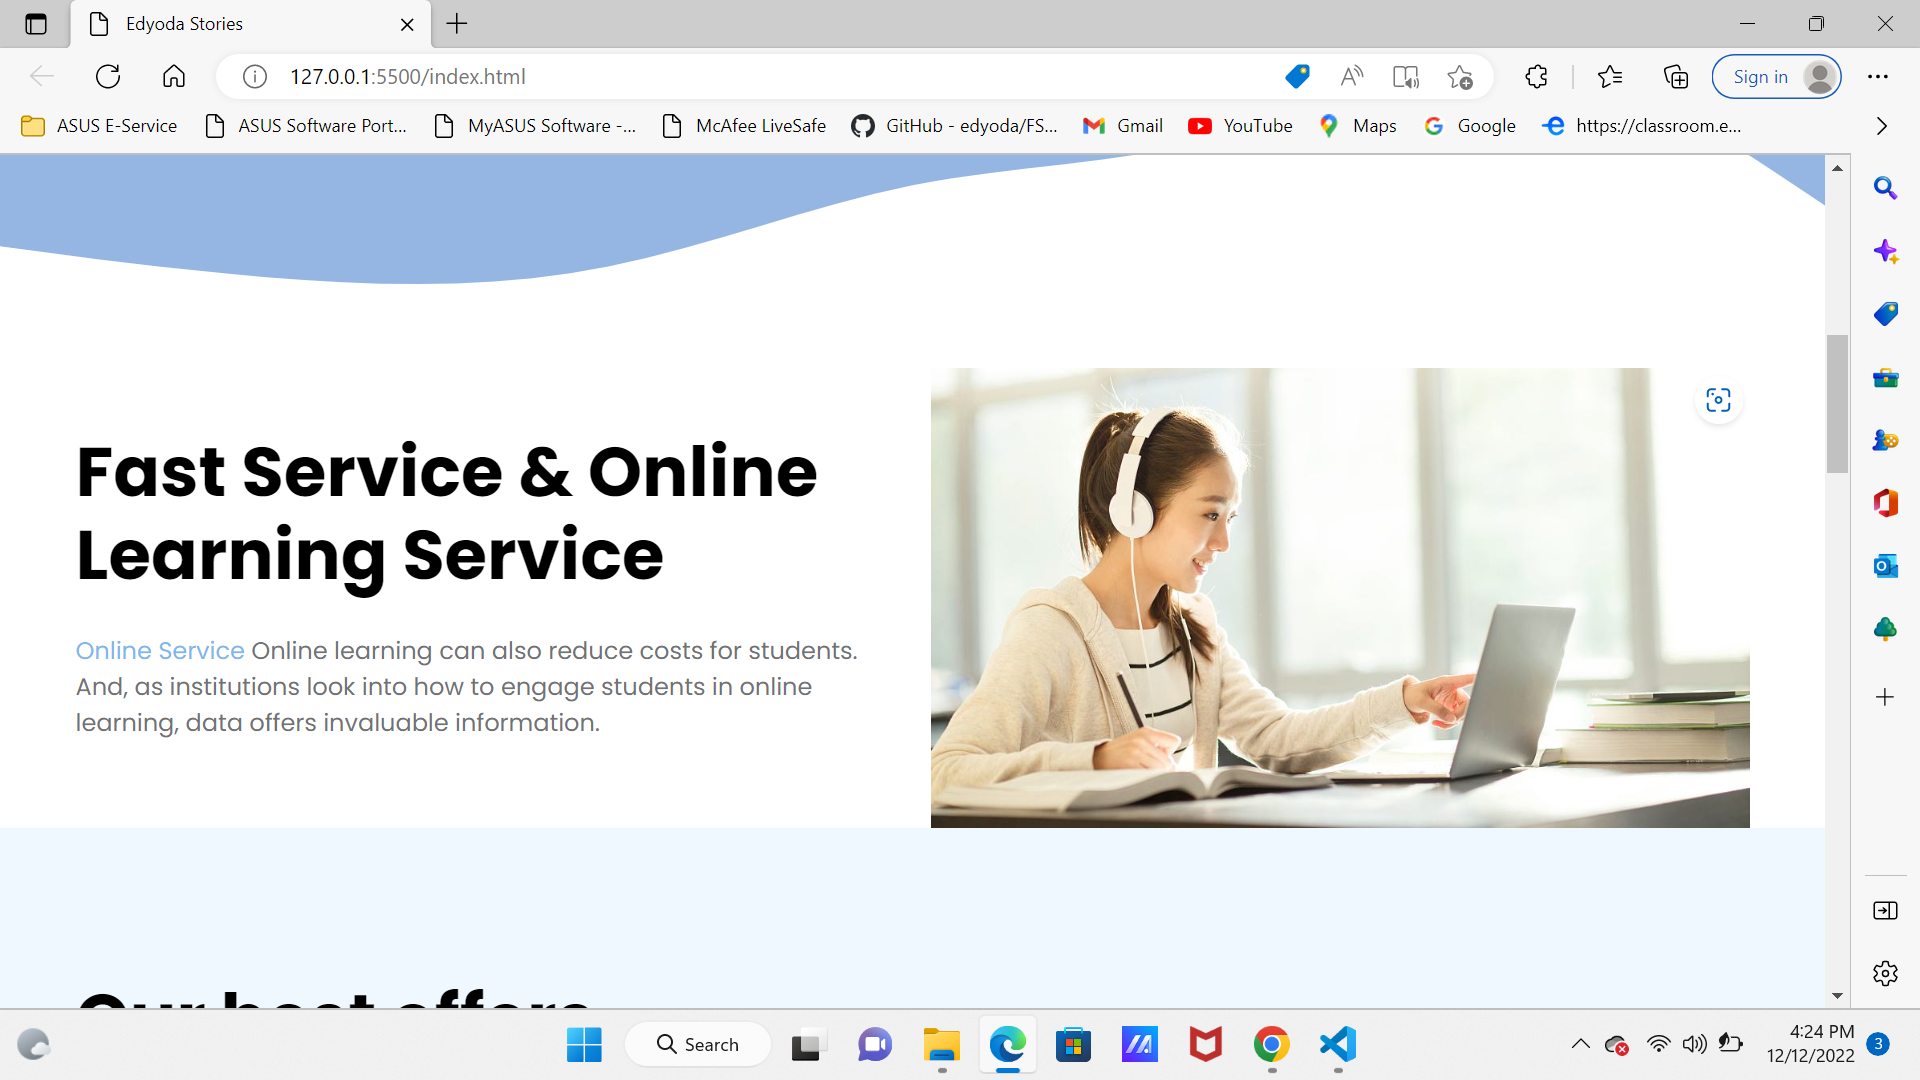 Edyoda Stories
127.0.0.1:5500/index.html
Sign in
ASUS E-Service
ASUS Software Port...
MyASUS Software -...
McAfee LiveSafe
GitHub - edyoda/FS...
Gmail
YouTube
Maps
Google
https://classroom.e...
Fast Service & Online
Learning Service
Online Service Online learning can also reduce costs for students.
And, as institutions look into how to engage students in online
learning, data offers invaluable information.
Our best offers
Search
4:24 PM
12/12/2022
3